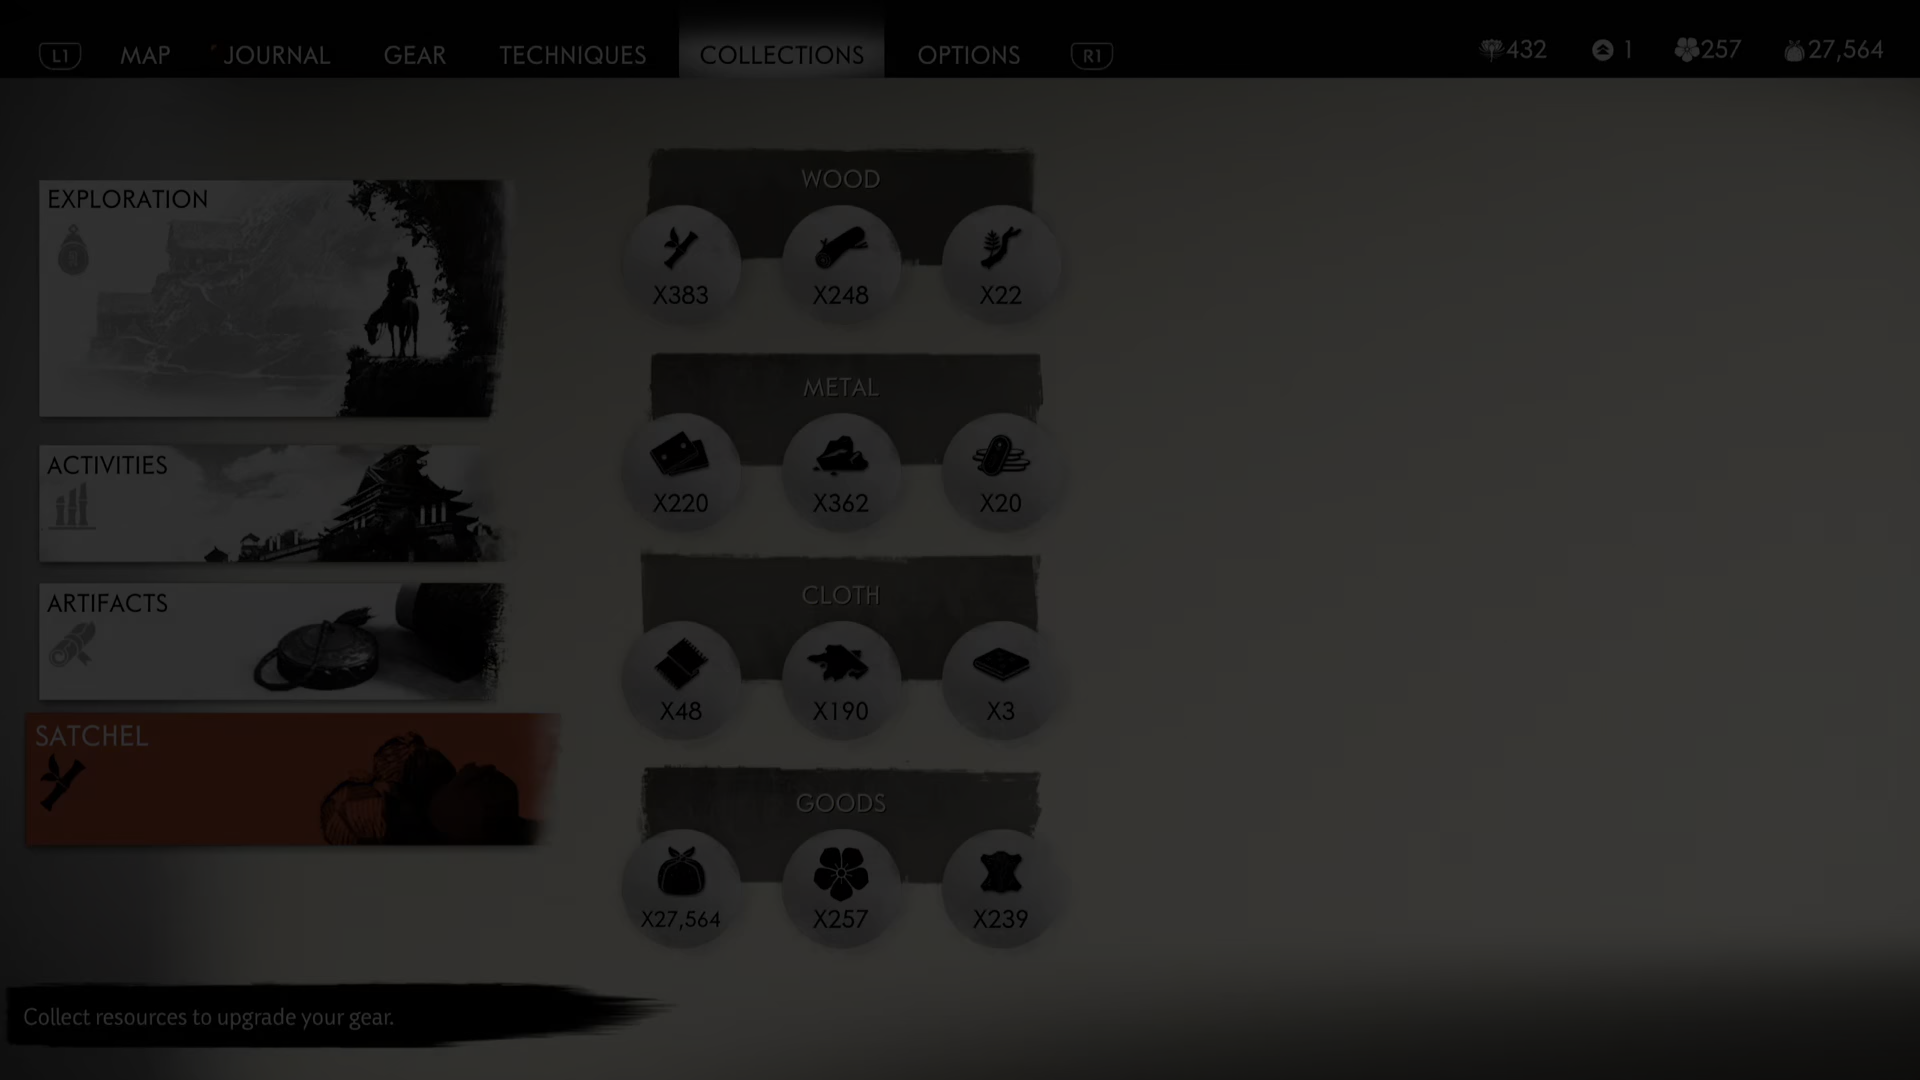 L1 MAP JOURNAL GEAR TECHNIQUES COLLECTIONS OPTIONS R1 432 1 257 27,564
EXPLORATION
ACTIVITIES
ARTIFACTS
SATCHEL
WOOD
X383 X248 X22
METAL
X220 X362 X20
CLOTH
X48 X190 X3
GOODS
X27,564 X257 X239
Collect resources to upgrade your gear.